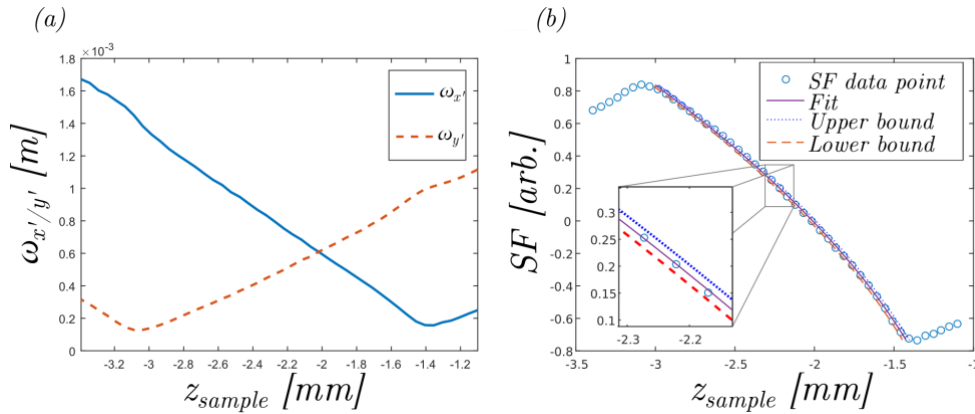 (a)
×10⁻³
1.8
1.6
1.4
1.2
1
0.8
0.6
0.4
0.2
0
-3.2 -3 -2.8 -2.6 -2.4 -2.2 -2 -1.8 -1.6 -1.4 -1.2
ω_{x'/y'} [m]
z_{sample} [mm]
ω_{x'}
ω_{y'}
(b)
1
0.8
0.6
0.4
0.2
0
-0.2
-0.4
-0.6
-0.8
-3.5 -3 -2.5 -2 -1.5 -1
SF [arb.]
z_{sample} [mm]
SF data point
Fit
Upper bound
Lower bound
0.3
0.25
0.2
0.15
0.1
-2.3 -2.2